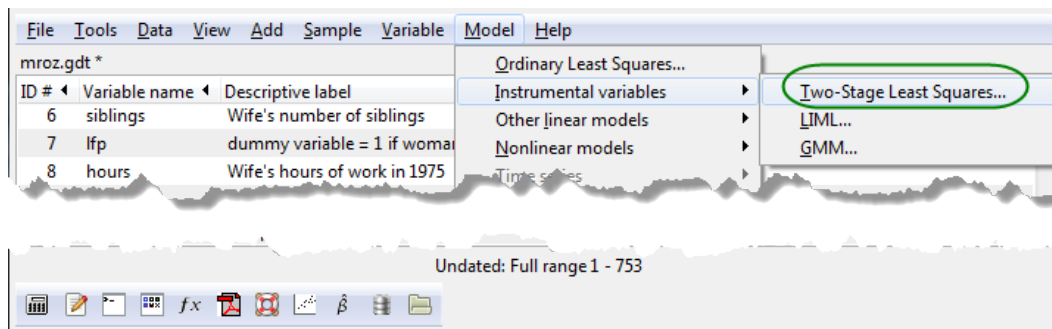 File Tools Data View Add Sample Variable Model Help
mroz.gdt *
Ordinary Least Squares...
ID # Variable name Descriptive label
Instrumental variables
Two-Stage Least Squares...
6 siblings Wife's number of siblings
Other linear models
LIML...
7 lfp dummy variable = 1 if woman
Nonlinear models
GMM...
8 hours Wife's hours of work in 1975
Time series
Undated: Full range 1 - 753
fx β̂